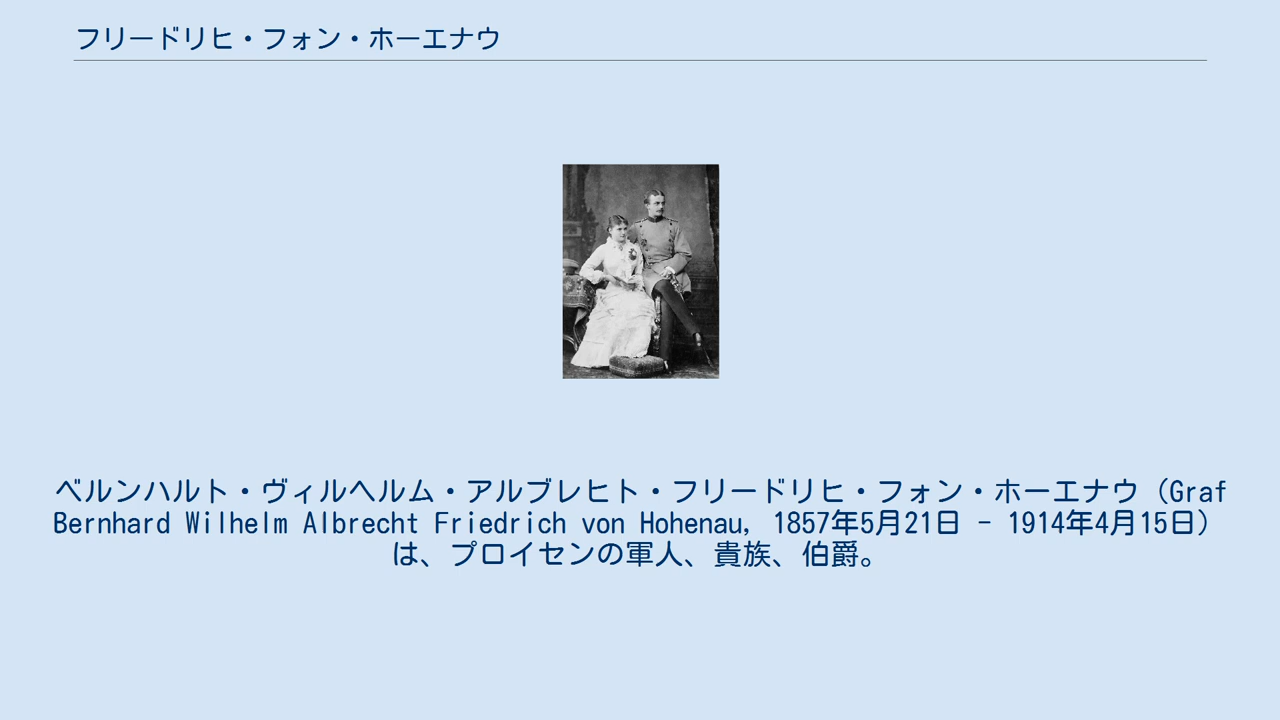 フリードリヒ・フォン・ホーエナウ
ベルンハルト・ヴィルヘルム・アルブレヒト・フリードリヒ・フォン・ホーエナウ（Graf
Bernhard Wilhelm Albrecht Friedrich von Hohenau, 1857年5月21日 - 1914年4月15日）
は、プロイセンの軍人、貴族、伯爵。